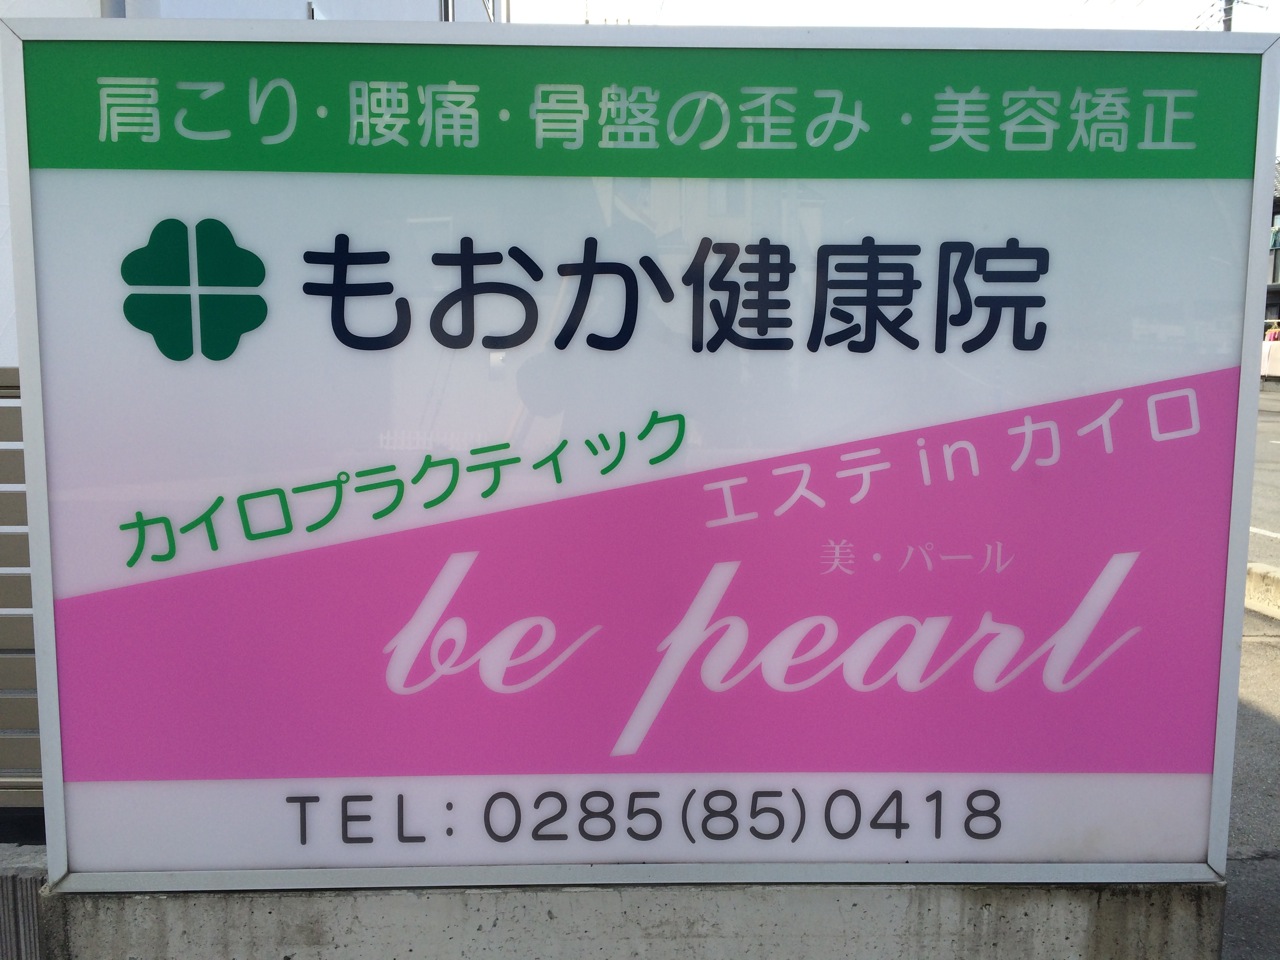 肩こり・腰痛・骨盤の歪み・美容矯正
もおか健康院
カイロプラクティック
エステinカイロ
美・パール
be pearl
TEL:0285(85)0418